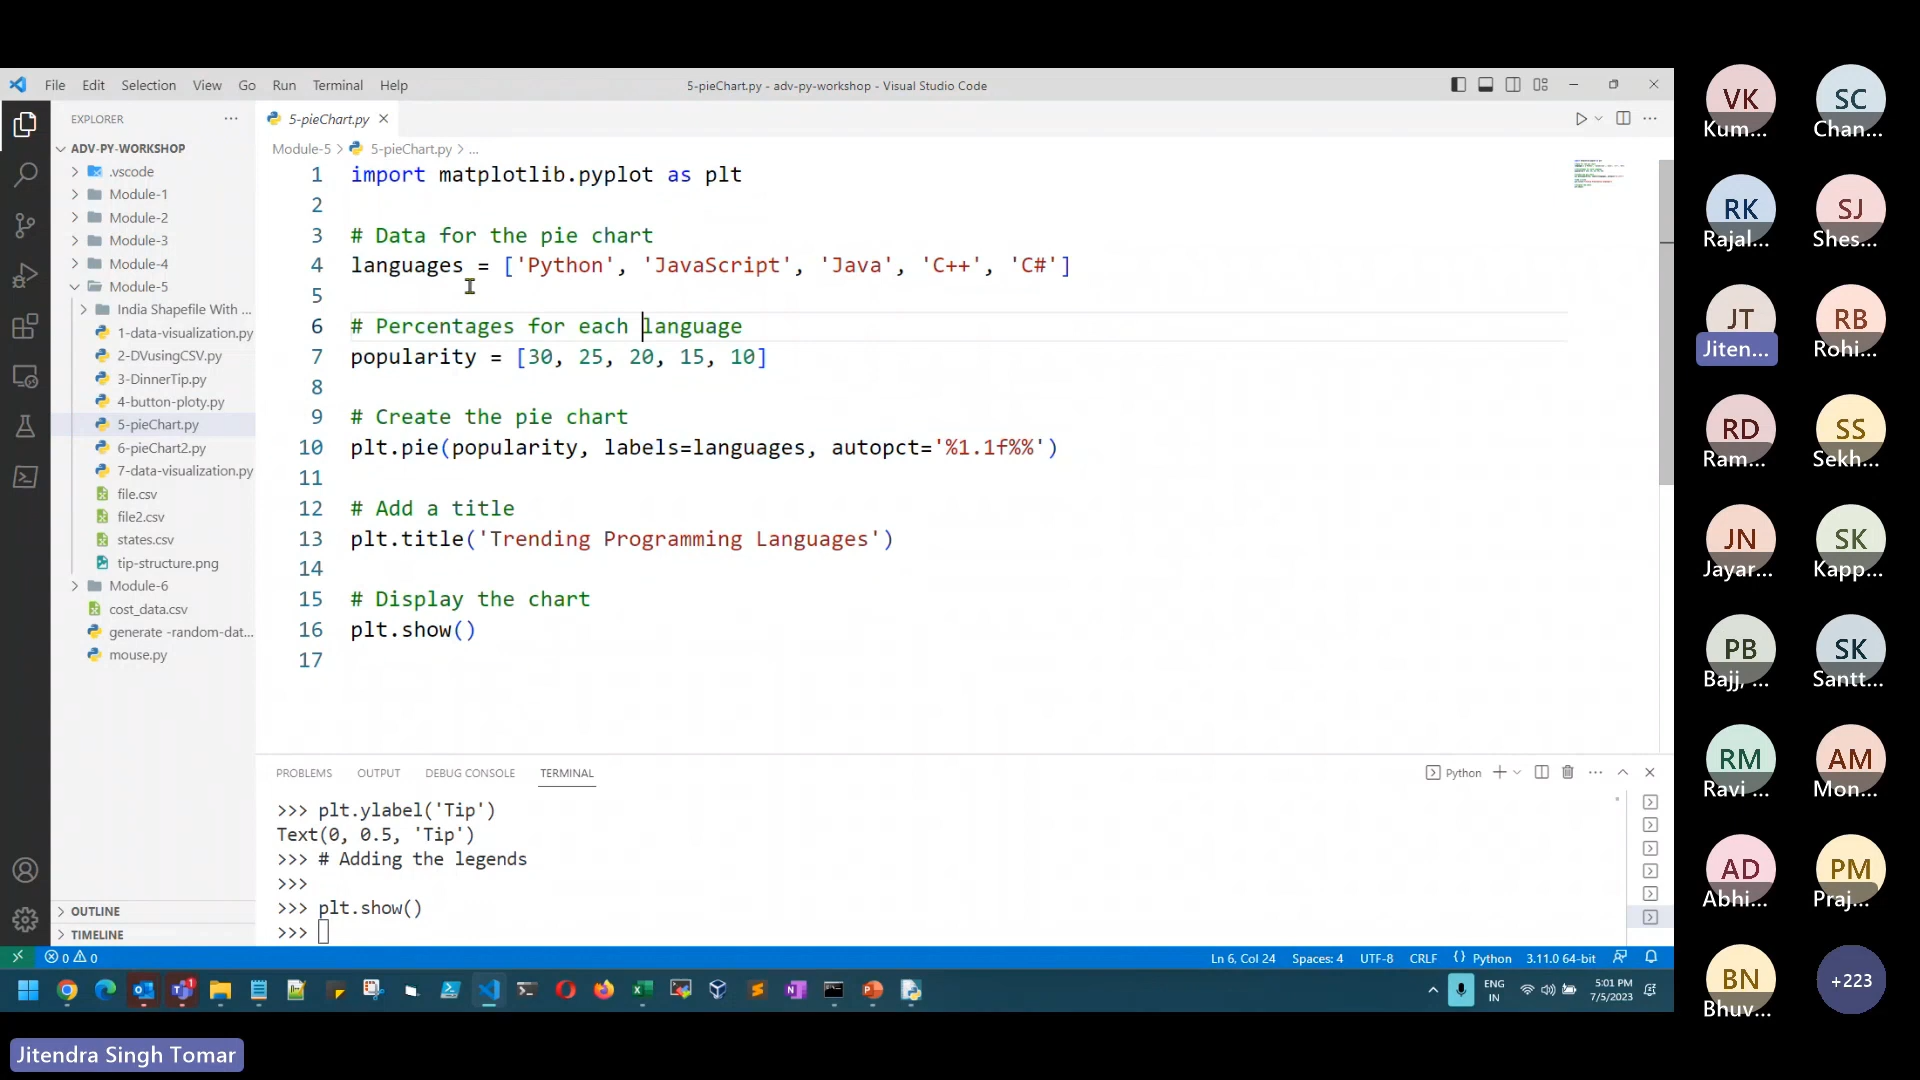 File Edit Selection View Go Run Terminal Help
5-pieChart.py - adv-py-workshop - Visual Studio Code
EXPLORER
ADV-PY-WORKSHOP
.vscode
Module-1
Module-2
Module-3
Module-4
Module-5
India Shapefile With ...
1-data-visualization.py
2-DVusingCSV.py
3-DinnerTip.py
4-button-ploty.py
5-pieChart.py
6-pieChart2.py
7-data-visualization.py
file.csv
file2.csv
states.csv
tip-structure.png
Module-6
cost_data.csv
generate -random-dat...
mouse.py
OUTLINE
TIMELINE
5-pieChart.py
Module-5 > 5-pieChart.py > ...
1 import matplotlib.pyplot as plt
2
3 # Data for the pie chart
4 languages = ['Python', 'JavaScript', 'Java', 'C++', 'C#']
5
6 # Percentages for each language
7 popularity = [30, 25, 20, 15, 10]
8
9 # Create the pie chart
10 plt.pie(popularity, labels=languages, autopct='%1.1f%%')
11
12 # Add a title
13 plt.title('Trending Programming Languages')
14
15 # Display the chart
16 plt.show()
17
PROBLEMS OUTPUT DEBUG CONSOLE TERMINAL
Python
>>> plt.ylabel('Tip')
Text(0, 0.5, 'Tip')
>>> # Adding the legends
>>>
>>> plt.show()
>>>
0 0
Ln 6, Col 24 Spaces: 4 UTF-8 CRLF {} Python 3.11.0 64-bit
ENG
IN
5:01 PM
7/5/2023
Jitendra Singh Tomar
VK SC
Kum... Chan...
RK SJ
Rajal... Shes...
JT RB
Jiten... Rohi...
RD SS
Ram... Sekh...
JN SK
Jayar... Kapp...
PB SK
Bajj, ... Santt...
RM AM
Ravi ... Mon...
AD PM
Abhi... Praj...
BN +223
Bhuv...